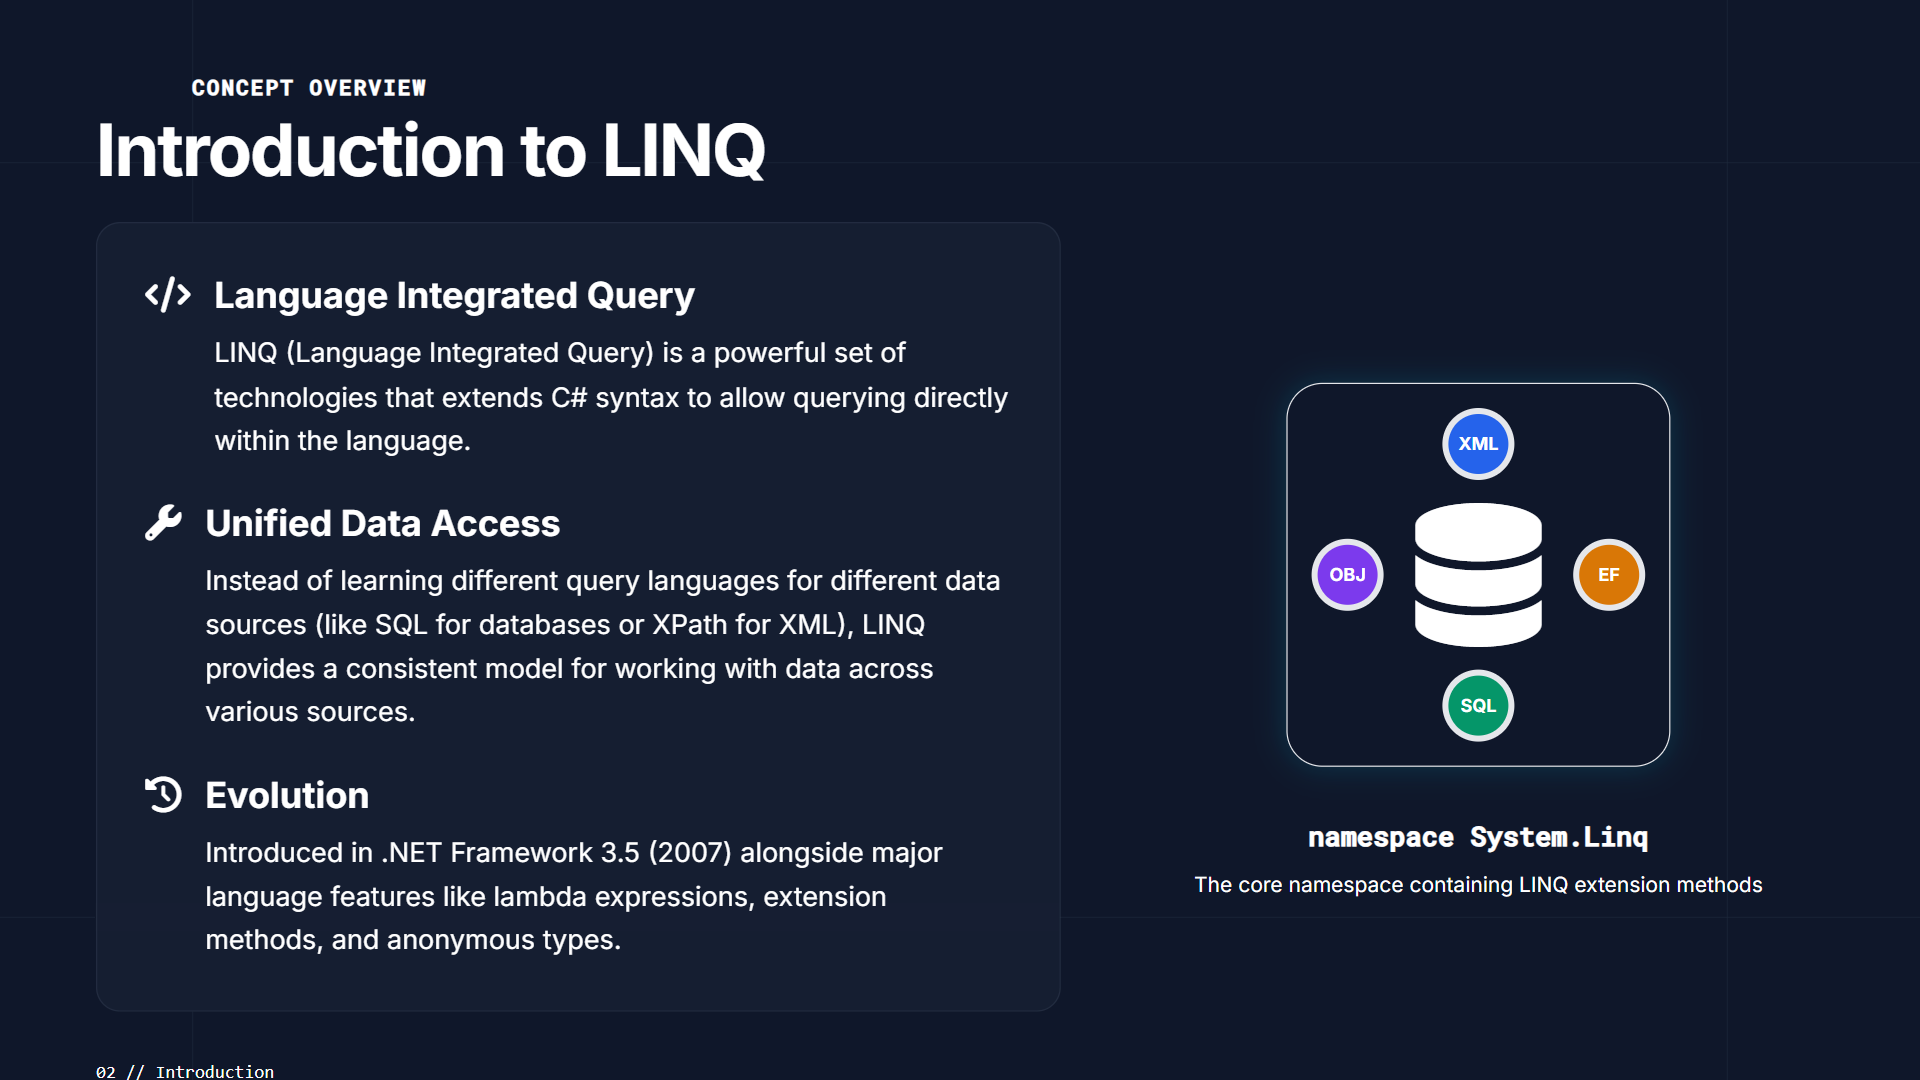 CONCEPT OVERVIEW
Introduction to LINQ
Language Integrated Query
LINQ (Language Integrated Query) is a powerful set of
technologies that extends C# syntax to allow querying directly
within the language.
Unified Data Access
Instead of learning different query languages for different data
sources (like SQL for databases or XPath for XML), LINQ
provides a consistent model for working with data across
various sources.
Evolution
Introduced in .NET Framework 3.5 (2007) alongside major
language features like lambda expressions, extension
methods, and anonymous types.
XML
OBJ
EF
SQL
namespace System.Linq
The core namespace containing LINQ extension methods
02 // Introduction